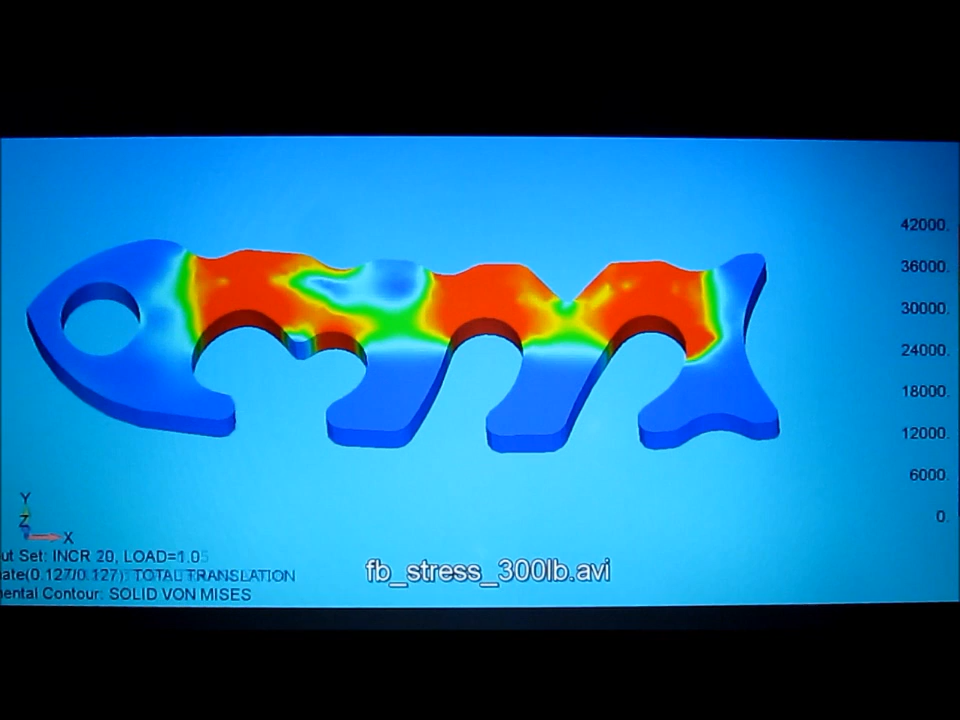 42000.
36000.
30000.
24000.
18000.
12000.
6000.
0.
Y
Z
X
ut Set: INCR 20, LOAD=1.0
ate(0.127/0.127): TOTAL TRANSLATION
ental Contour: SOLID VON MISES
fb_stress_300lb.avi